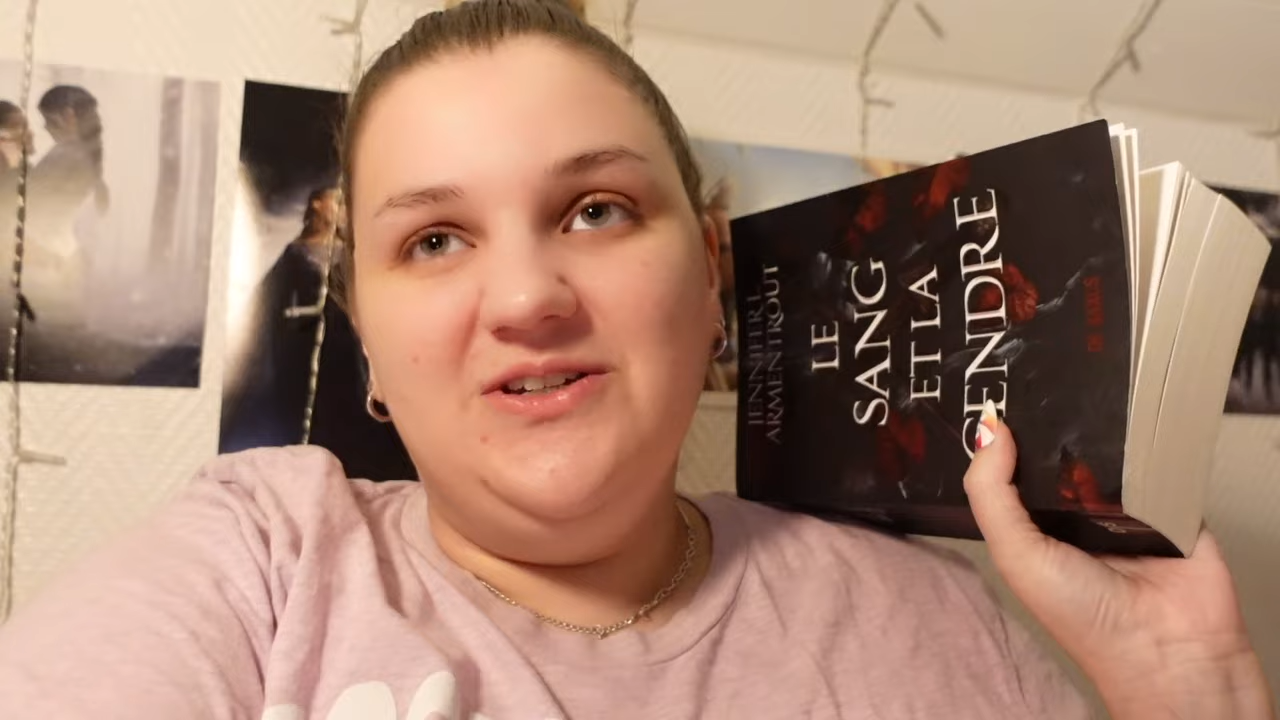 JENNIFER L.
ARMENTROUT
LE
SANG
ET LA
CENDRE